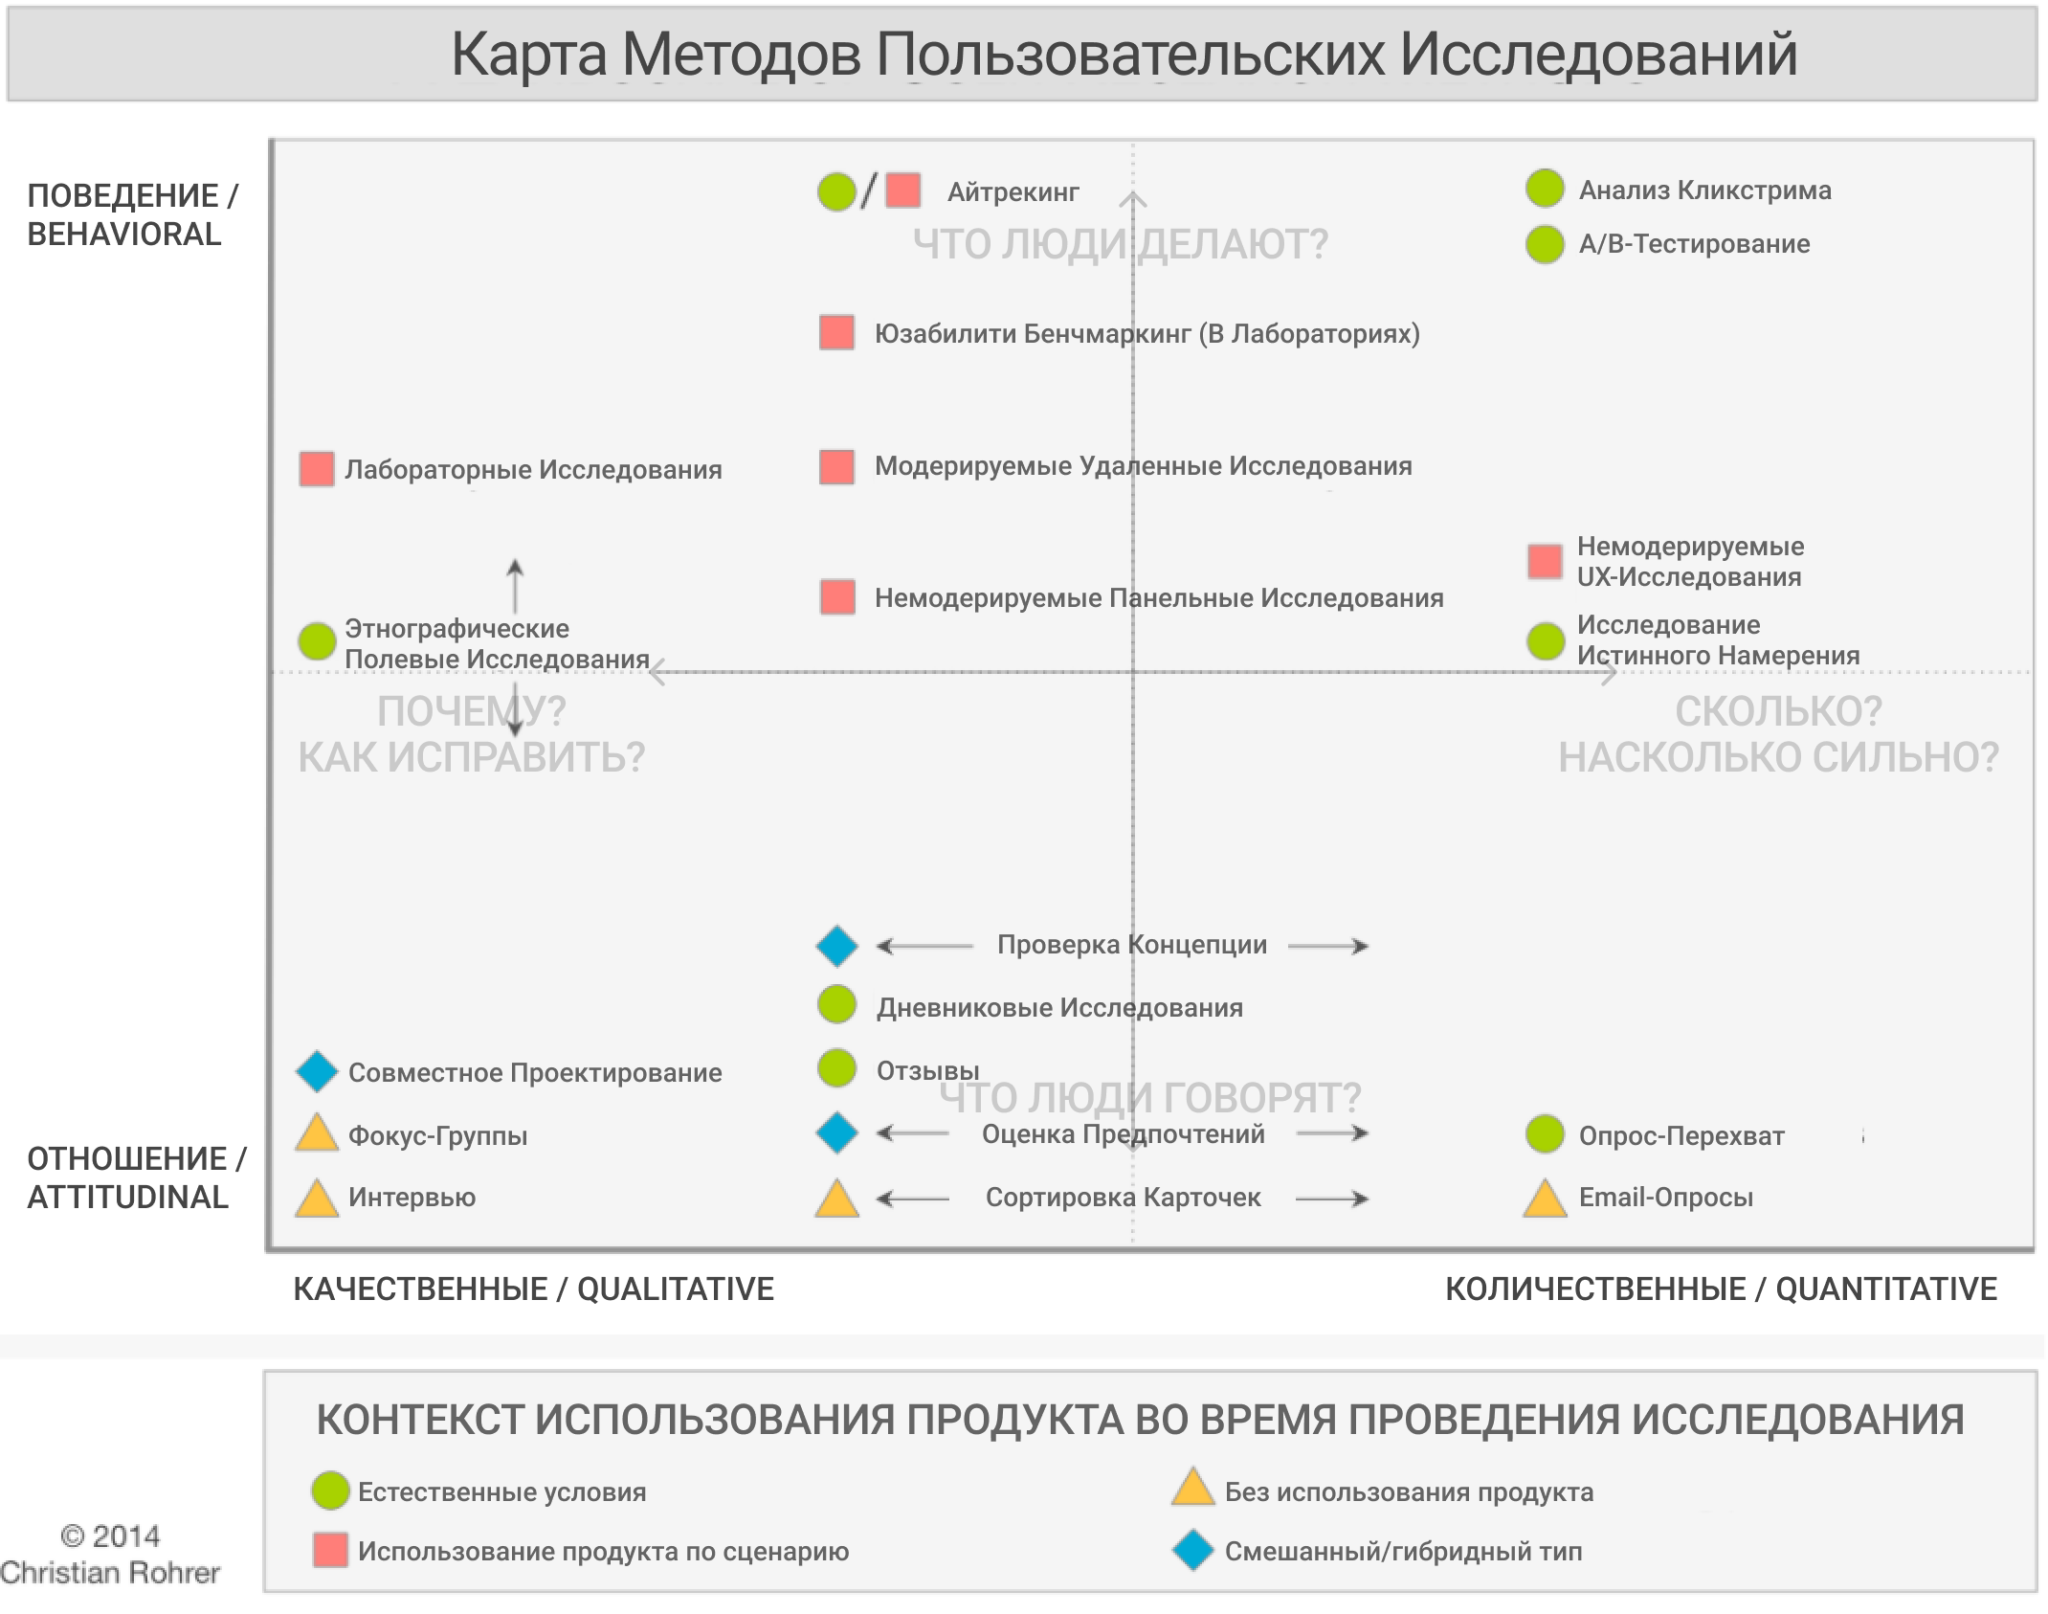 Карта Методов Пользовательских Исследований
ПОВЕДЕНИЕ /
BEHAVIORAL
/ Айтрекинг
Анализ Кликстрима
ЧТО ЛЮДИ ДЕЛАЮТ?
A/B-Тестирование
Юзабилити Бенчмаркинг (В Лабораториях)
Лабораторные Исследования
Модерируемые Удаленные Исследования
Немодерируемые
UX-Исследования
Немодерируемые Панельные Исследования
Этнографические
Полевые Исследования
Исследование
Истинного Намерения
ПОЧЕМУ?
КАК ИСПРАВИТЬ?
СКОЛЬКО?
НАСКОЛЬКО СИЛЬНО?
Проверка Концепции
Дневниковые Исследования
Совместное Проектирование
Отзывы
ЧТО ЛЮДИ ГОВОРЯТ?
Фокус-Группы
Оценка Предпочтений
Опрос-Перехват
ОТНОШЕНИЕ /
ATTITUDINAL
Интервью
Сортировка Карточек
Email-Опросы
КАЧЕСТВЕННЫЕ / QUALITATIVE
КОЛИЧЕСТВЕННЫЕ / QUANTITATIVE
КОНТЕКСТ ИСПОЛЬЗОВАНИЯ ПРОДУКТА ВО ВРЕМЯ ПРОВЕДЕНИЯ ИССЛЕДОВАНИЯ
Естественные условия
Без использования продукта
Использование продукта по сценарию
Смешанный/гибридный тип
© 2014
Christian Rohrer